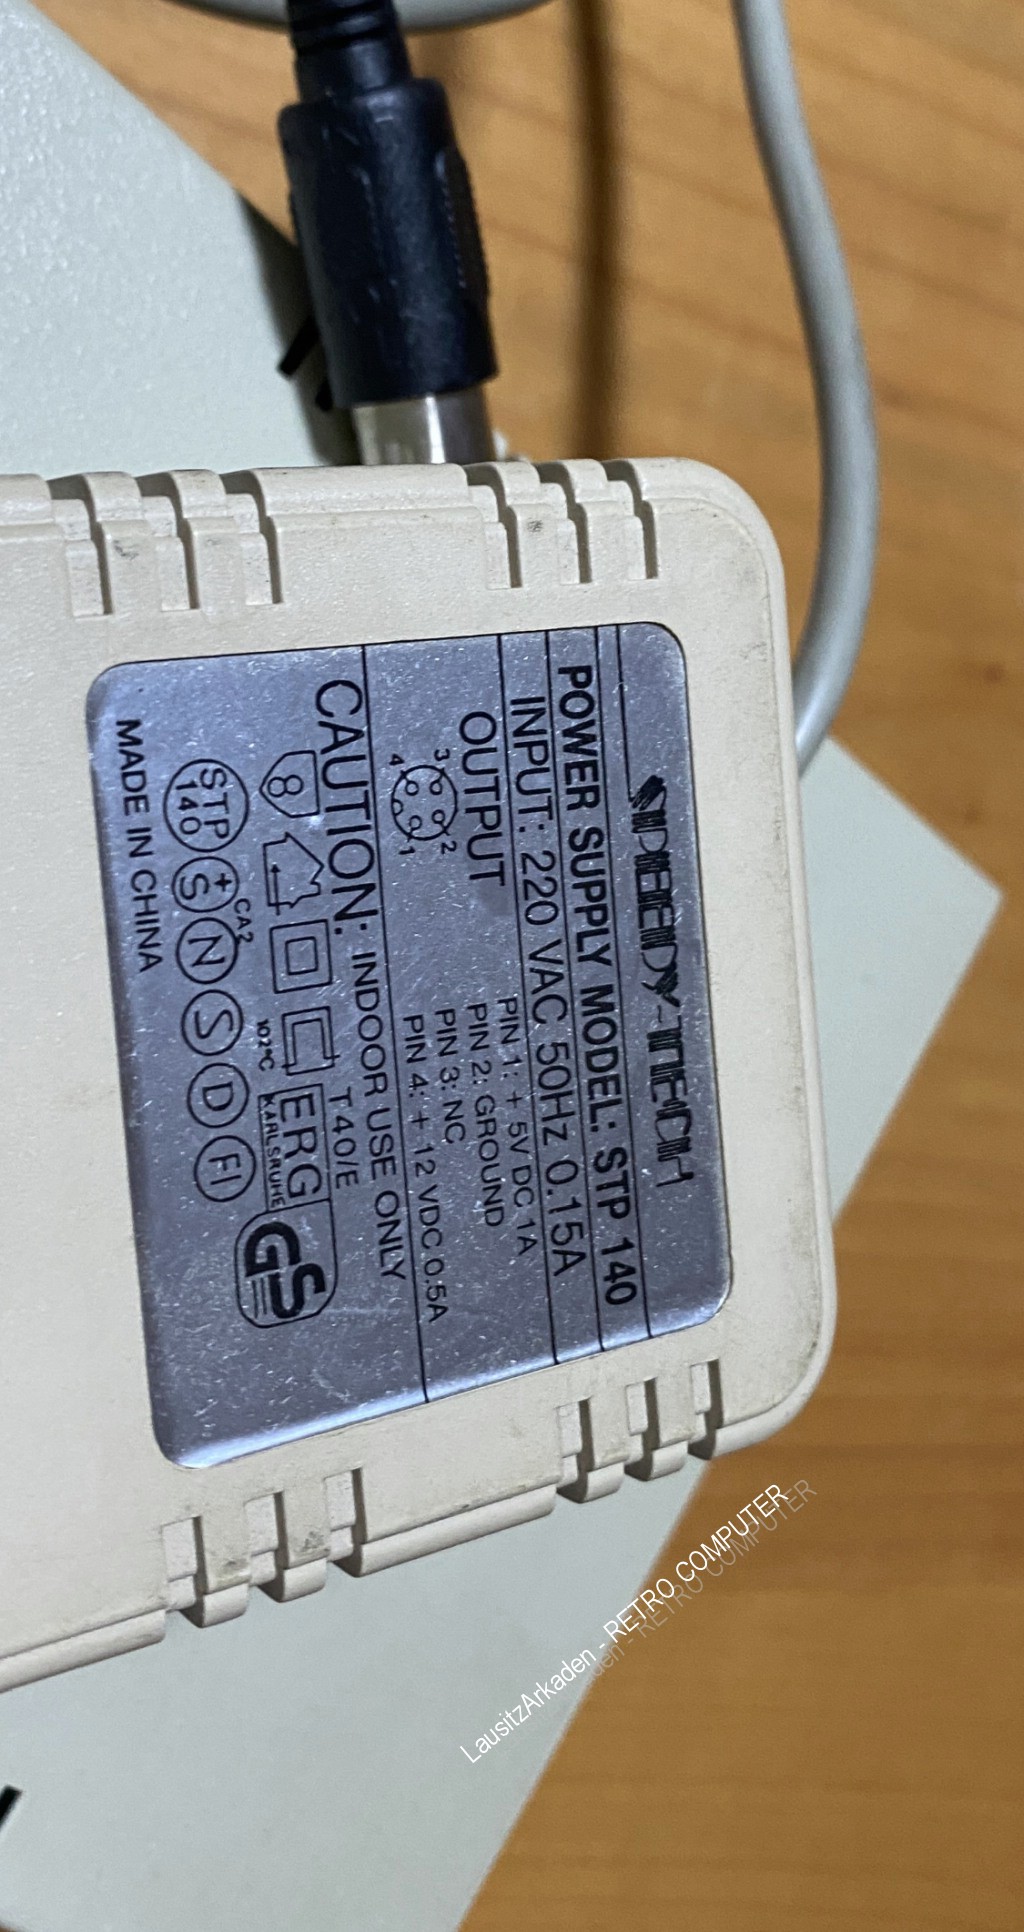 SPEEDY-TECH
POWER SUPPLY MODEL: STP 140
INPUT: 220 VAC 50Hz 0.15A
OUTPUT
PIN 1: + 5V DC 1A
PIN 2: GROUND
PIN 3: NC
PIN 4: + 12 VDC 0.5A
3 2
4 1
CAUTION: INDOOR USE ONLY
T 40/E
8
102°C
ERG
KARLSRUHE
GS
CA2
STP 140 + S N S D FI
MADE IN CHINA
LausitzArkaden - RETRO COMPUTER